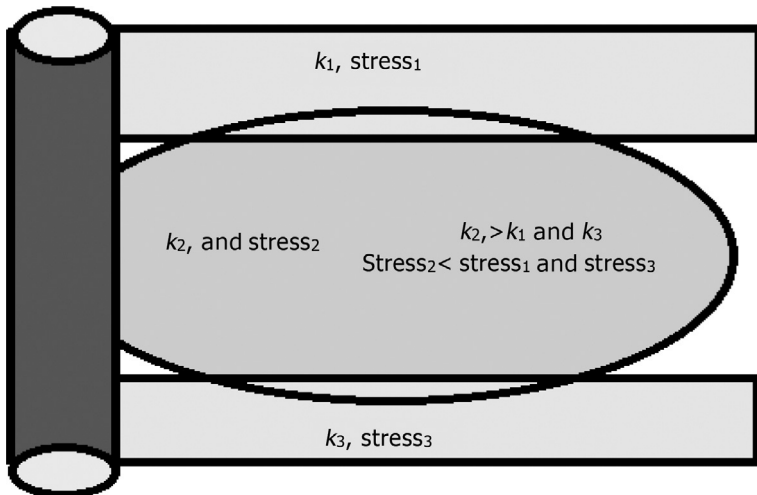 k₁, stress₁
k₂, and stress₂
k₂,>k₁ and k₃
Stress₂< stress₁ and stress₃
k₃, stress₃